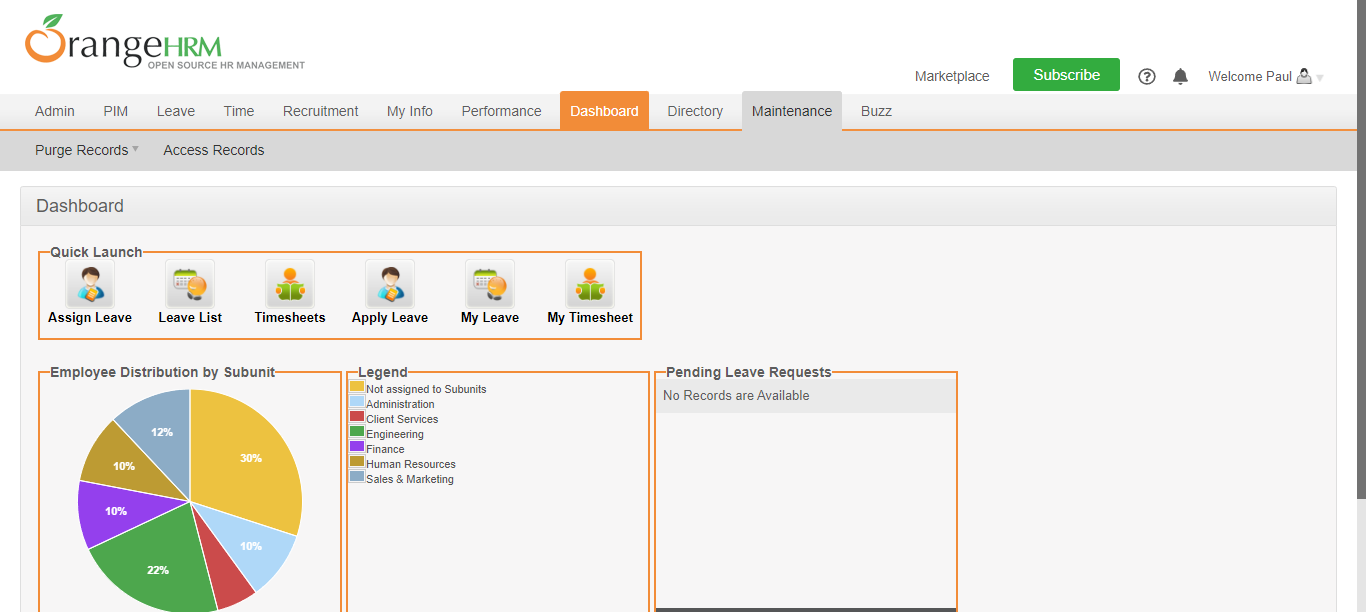 OrangeHRM
OPEN SOURCE HR MANAGEMENT
Marketplace Subscribe ? Welcome Paul
Admin PIM Leave Time Recruitment My Info Performance Dashboard Directory Maintenance Buzz
Purge Records Access Records
Dashboard
Quick Launch
Assign Leave Leave List Timesheets Apply Leave My Leave My Timesheet
Employee Distribution by Subunit
12%
30%
10%
10%
10%
22%
Legend
Not assigned to Subunits
Administration
Client Services
Engineering
Finance
Human Resources
Sales & Marketing
Pending Leave Requests
No Records are Available